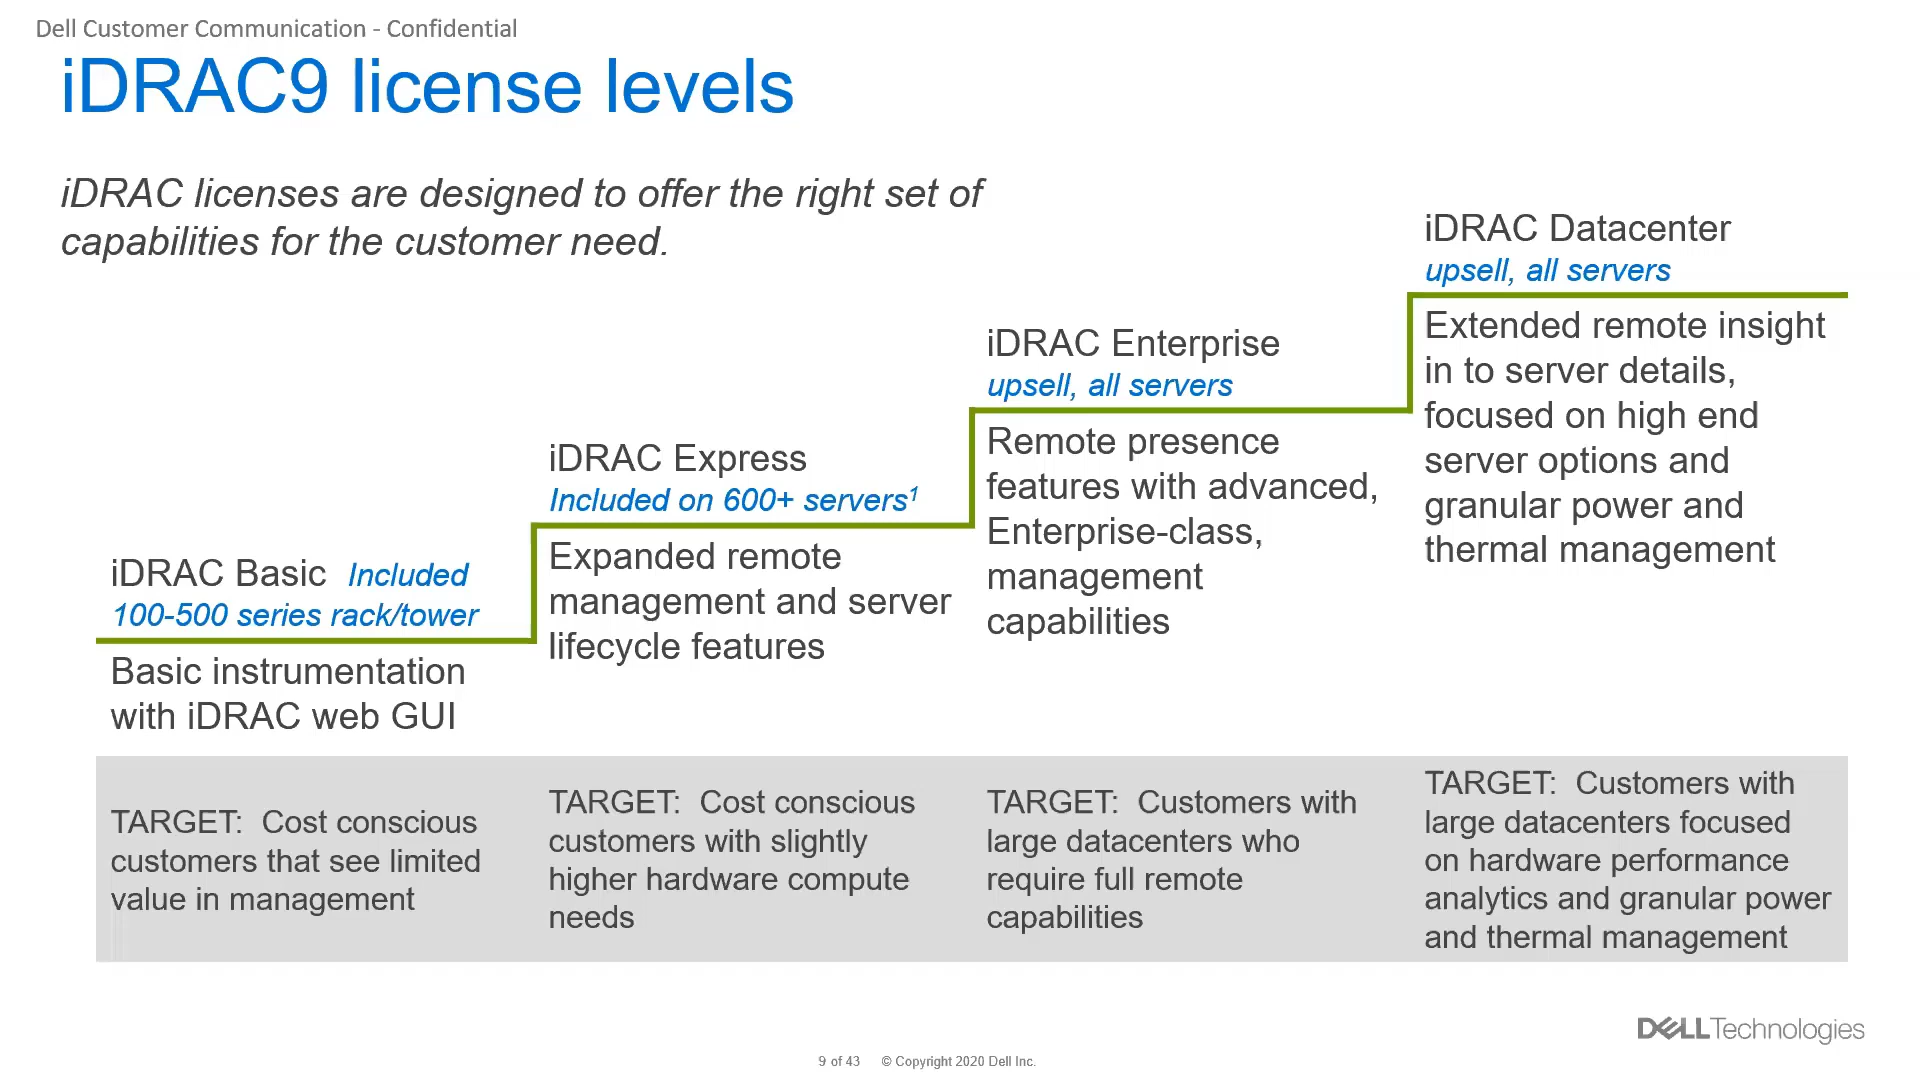 Dell Customer Communication - Confidential
iDRAC9 license levels
iDRAC licenses are designed to offer the right set of
capabilities for the customer need.
iDRAC Basic Included
100-500 series rack/tower
Basic instrumentation
with iDRAC web GUI
TARGET: Cost conscious
customers that see limited
value in management
iDRAC Express
Included on 600+ servers¹
Expanded remote
management and server
lifecycle features
TARGET: Cost conscious
customers with slightly
higher hardware compute
needs
iDRAC Enterprise
upsell, all servers
Remote presence
features with advanced,
Enterprise-class,
management
capabilities
TARGET: Customers with
large datacenters who
require full remote
capabilities
iDRAC Datacenter
upsell, all servers
Extended remote insight
in to server details,
focused on high end
server options and
granular power and
thermal management
TARGET: Customers with
large datacenters focused
on hardware performance
analytics and granular power
and thermal management
DELL Technologies
9 of 43 © Copyright 2020 Dell Inc.